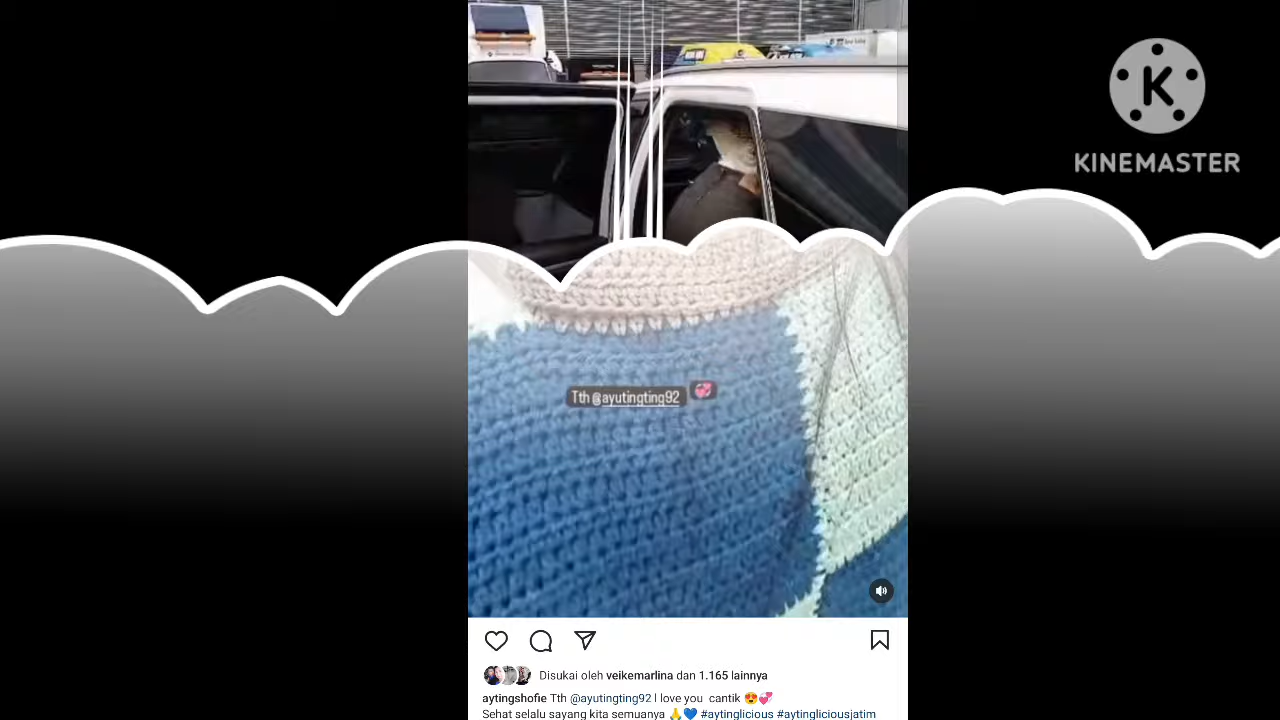 KINEMASTER
Tth @ayutingting92 💞
Disukai oleh veikemarlina dan 1.165 lainnya
aytingshofie Tth @ayutingting92 I love you cantik 😍💞
Sehat selalu sayang kita semuanya 🙏💙 #aytinglicious #aytingliciousjatim